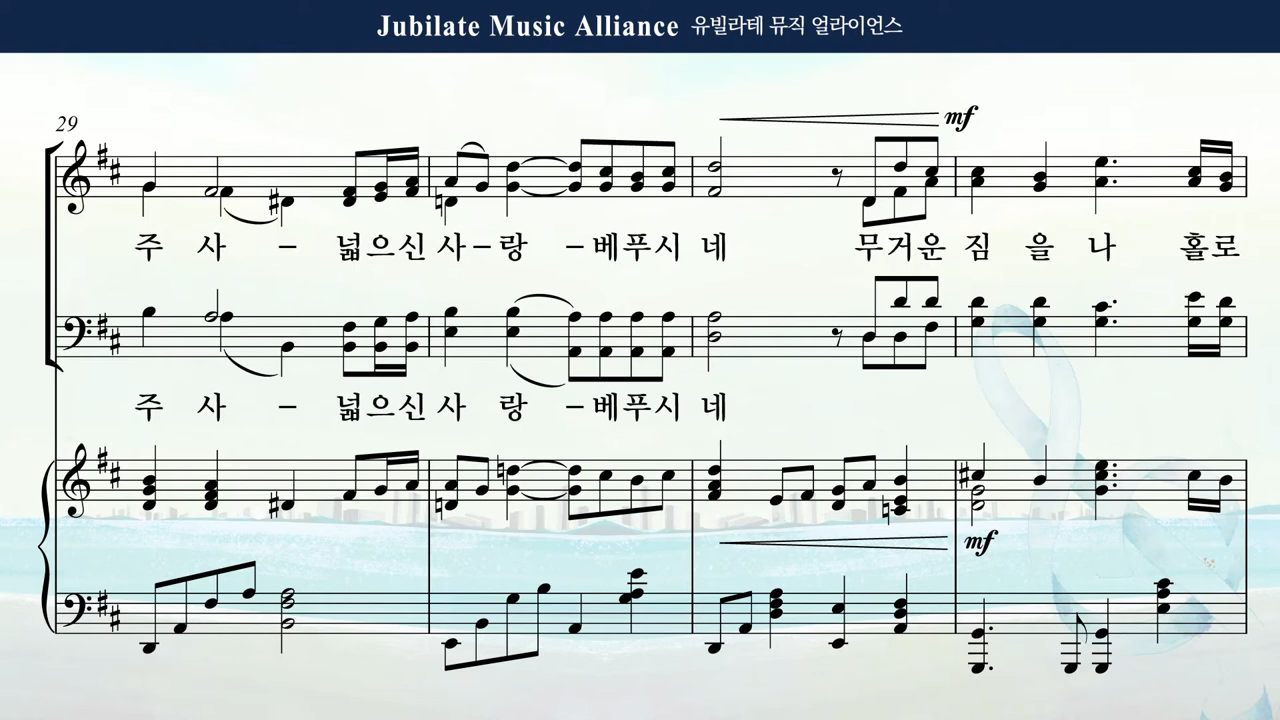 Jubilate Music Alliance 유빌라테 뮤직 얼라이언스
29
mf
주 사 – 넓으신 사 – 랑 – 베푸시 네 무거운 짐 을 나 홀로
주 사 – 넓으신 사 랑 – 베푸시 네
mf